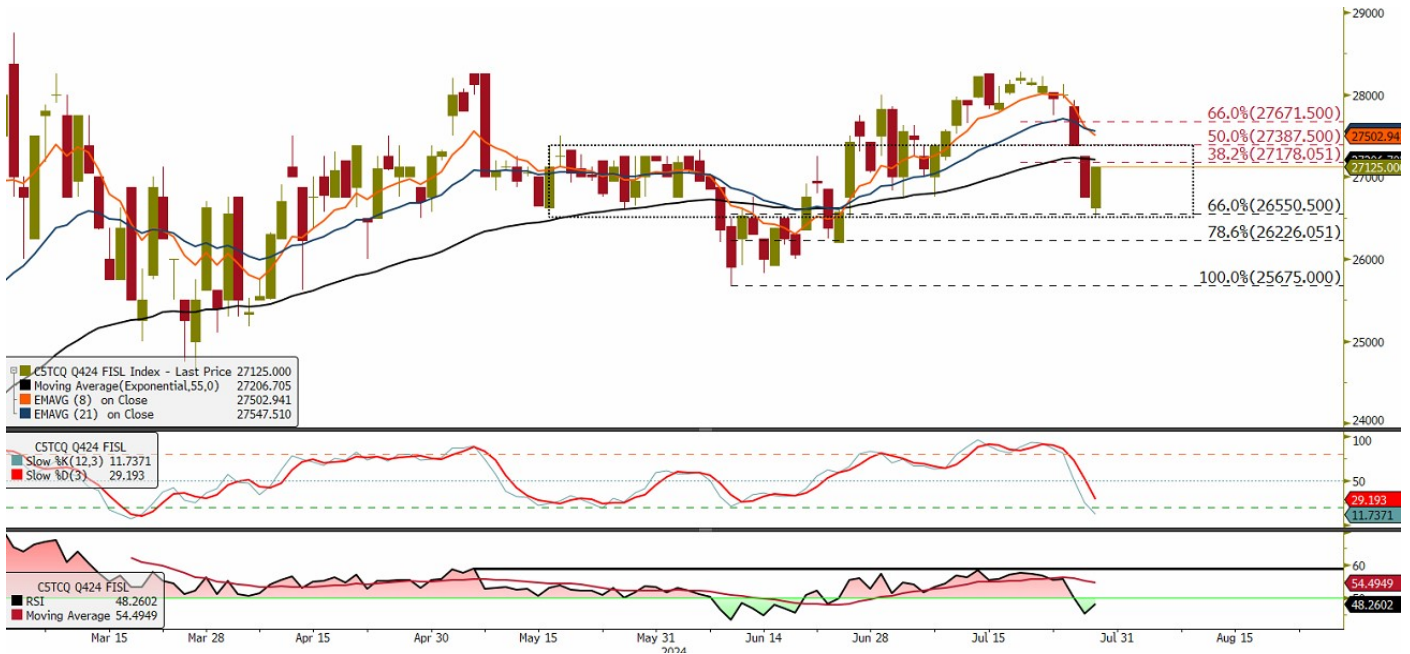 29000
28000
27000
26000
25000
24000
66.0%(27671.500)
50.0%(27387.500)
38.2%(27178.051)
66.0%(26550.500)
78.6%(26226.051)
100.0%(25675.000)
27502.94
27125.000
C5TCQ Q424 FISL Index - Last Price 27125.000
Moving Average(Exponential,55,0) 27206.705
EMAVG (8) on Close 27502.941
EMAVG (21) on Close 27547.510
C5TCQ Q424 FISL
Slow %K(12,3) 11.7371
Slow %D(3) 29.193
100
50
29.193
11.7371
C5TCQ Q424 FISL
RSI 48.2602
Moving Average 54.4949
60
54.4949
48.2602
Mar 15 Mar 28 Apr 15 Apr 30 May 15 May 31 Jun 14 Jun 28 Jul 15 Jul 31 Aug 15
2024